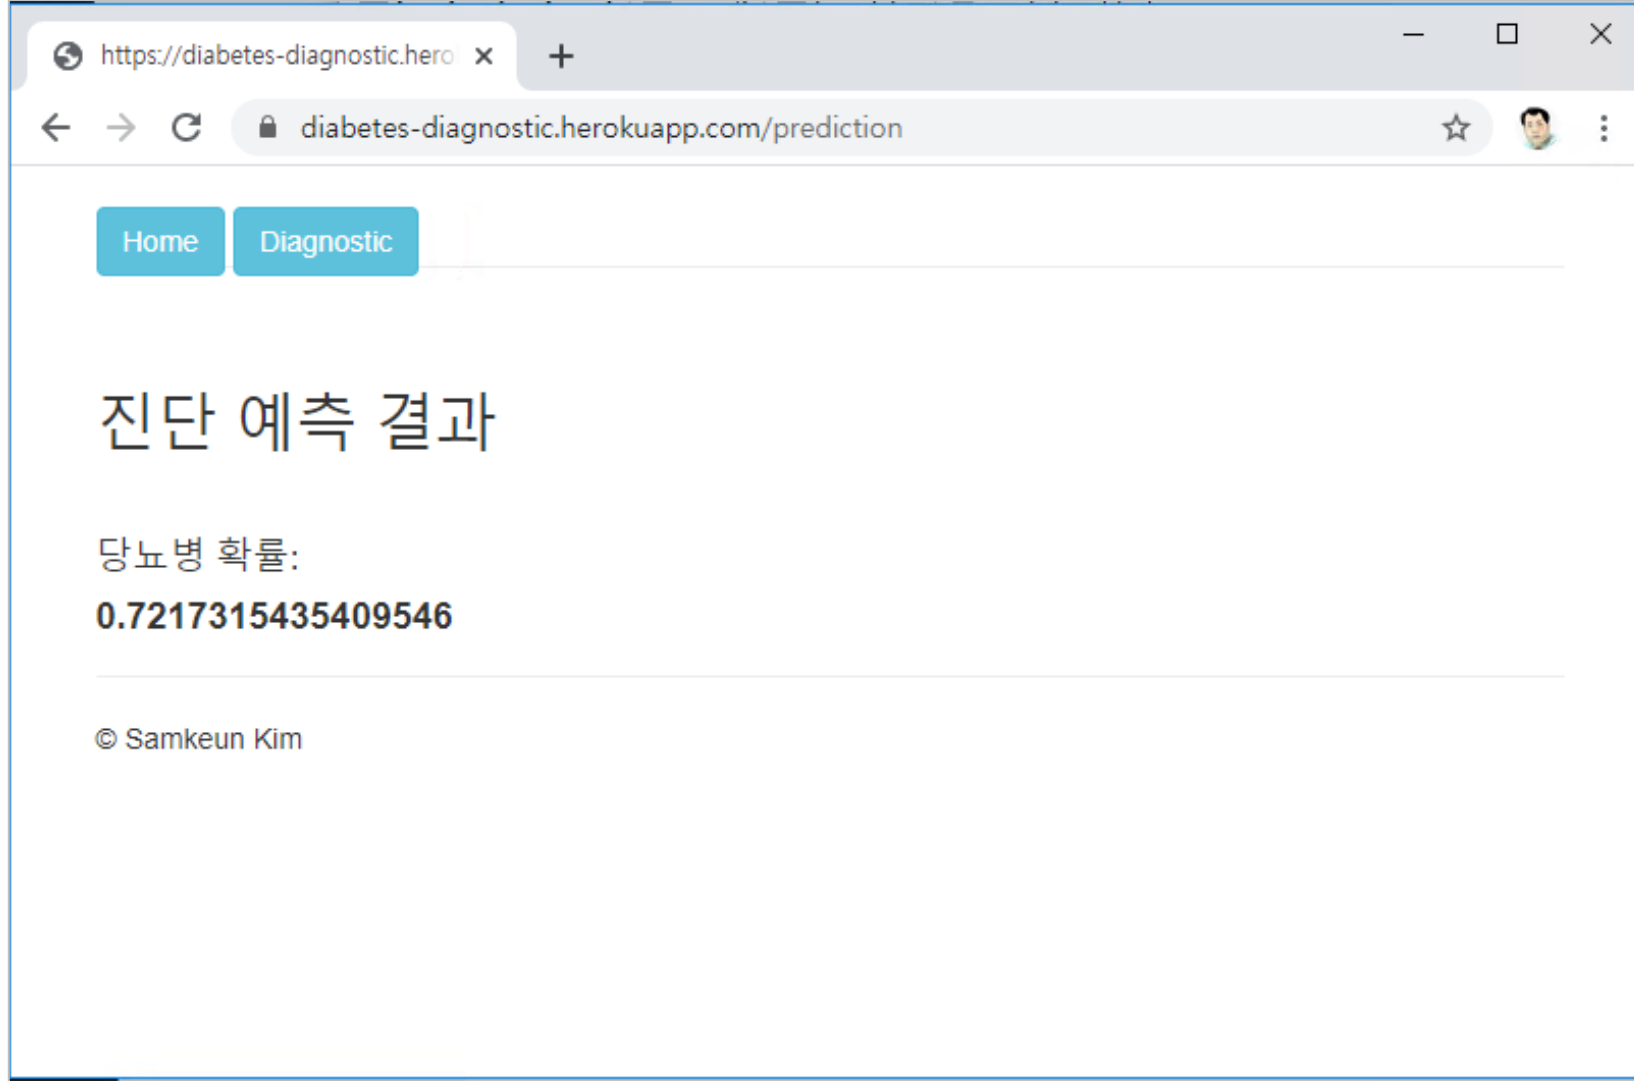 https://diabetes-diagnostic.hero
diabetes-diagnostic.herokuapp.com/prediction
Home Diagnostic
진단 예측 결과
당뇨병 확률:
0.7217315435409546
© Samkeun Kim